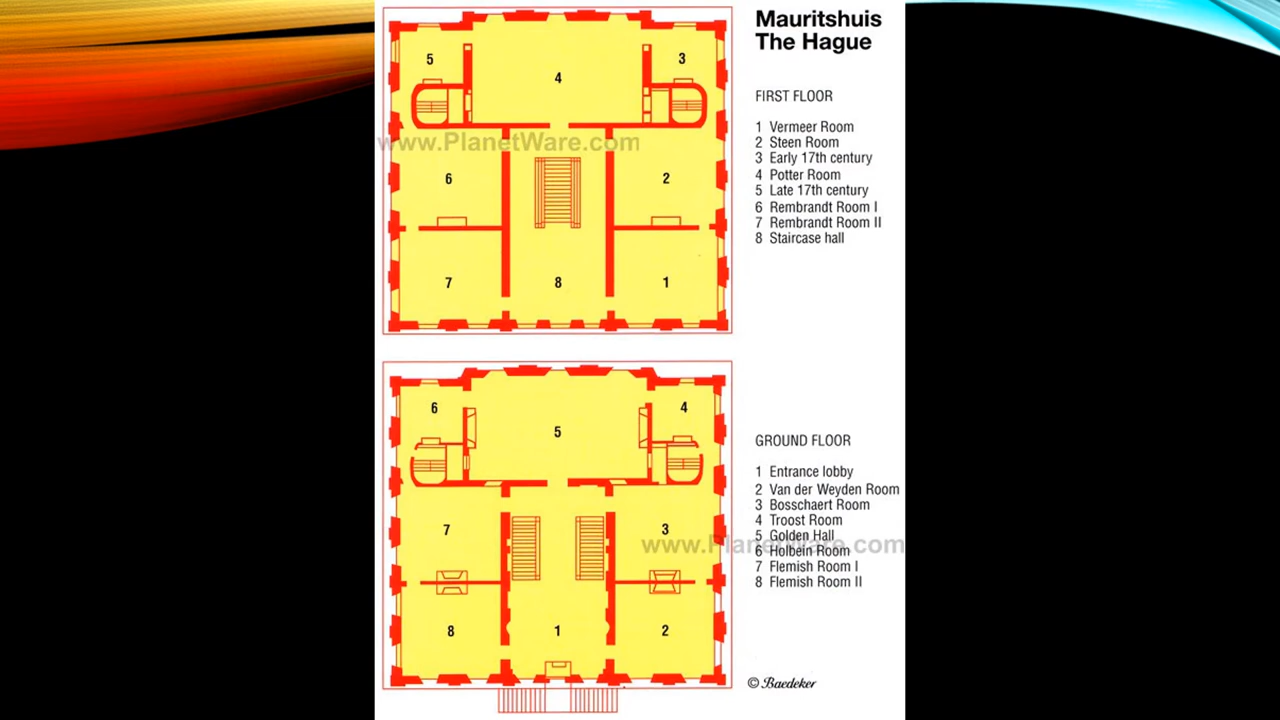 Mauritshuis
The Hague
FIRST FLOOR
1 Vermeer Room
2 Steen Room
3 Early 17th century
4 Potter Room
5 Late 17th century
6 Rembrandt Room I
7 Rembrandt Room II
8 Staircase hall
5
4
3
www.PlanetWare.com
6
2
7
8
1
GROUND FLOOR
1 Entrance lobby
2 Van der Weyden Room
3 Bosschaert Room
4 Troost Room
5 Golden Hall
6 Holbein Room
7 Flemish Room I
8 Flemish Room II
6
5
4
7
3
www.PlanetWare.com
8
1
2
© Baedeker